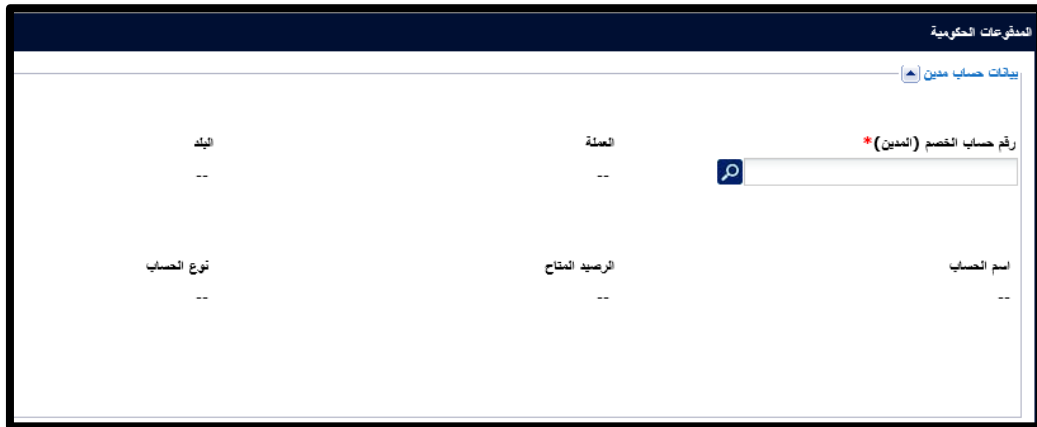 المدفوعات الحكومية
بيانات حساب مدين
رقم حساب الخصم (المدين)* العملة البلد
-- --
اسم الحساب الرصيد المتاح نوع الحساب
-- -- --